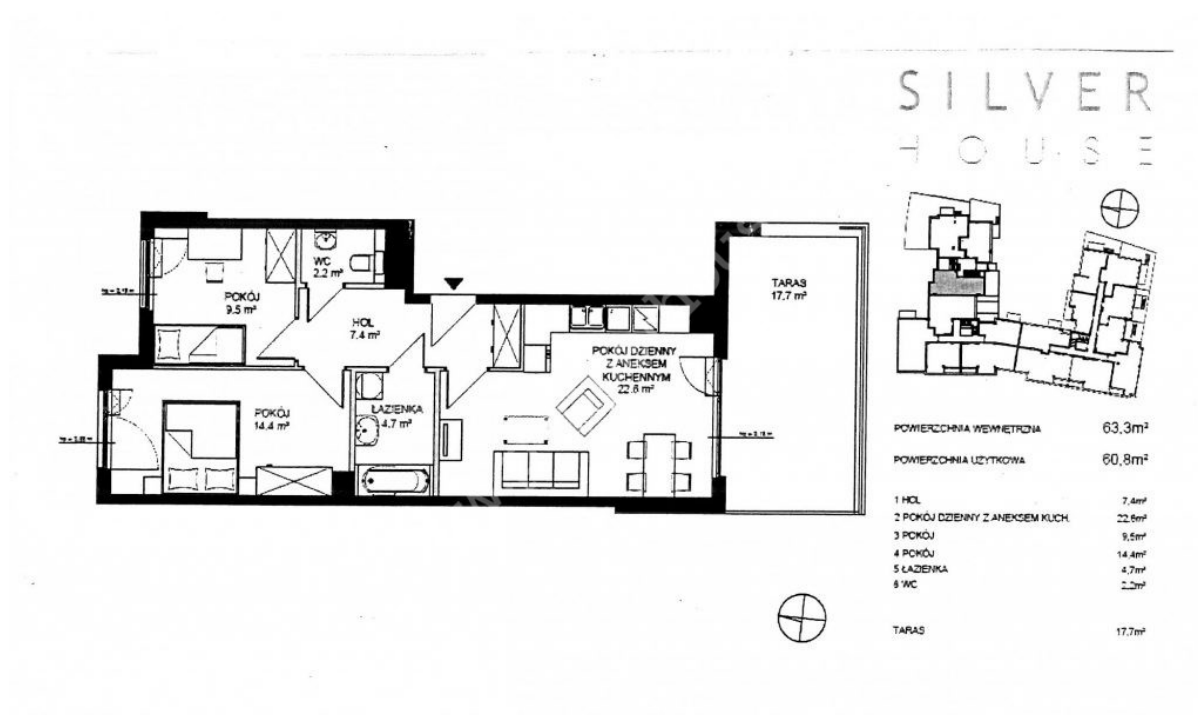 SILVER
HOUSE
WC
2.2 m²
POKÓJ
9.5 m²
HOL
7.4 m²
TARAS
17.7 m²
POKÓJ DZIENNY
Z ANEKSEM
KUCHENNYM
22.6 m²
POKÓJ
14.4 m²
ŁAZIENKA
4.7 m²
POWIERZCHNIA WEWNĘTRZNA 63,3m²
POWIERZCHNIA UŻYTKOWA 60,8m²
1 HOL 7,4m²
2 POKÓJ DZIENNY Z ANEKSEM KUCH. 22,6m²
3 POKÓJ 9,5m²
4 POKÓJ 14,4m²
5 ŁAZIENKA 4,7m²
6 WC 2,2m²
TARAS 17,7m²